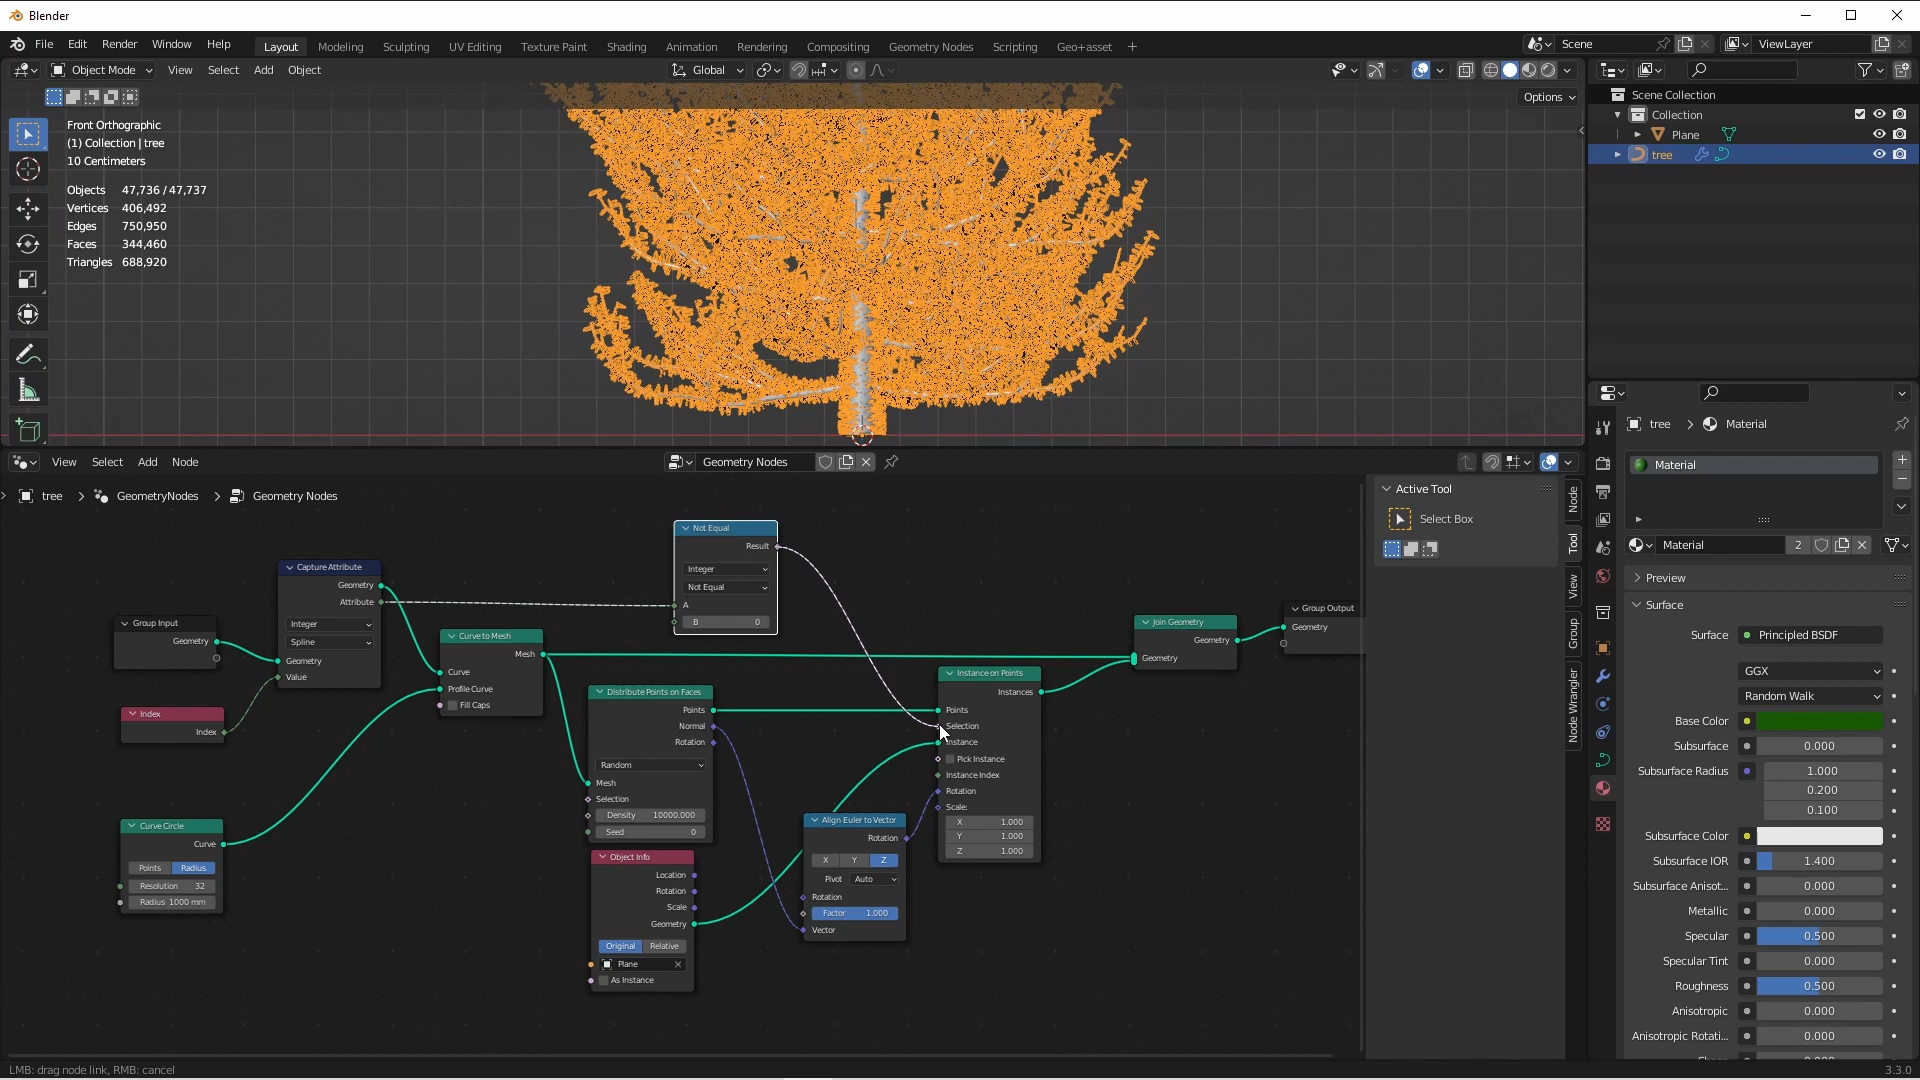 Blender
File Edit Render Window Help
Layout Modeling Sculpting UV Editing Texture Paint Shading Animation Rendering Compositing Geometry Nodes Scripting Geo+asset +
Scene
ViewLayer
Object Mode View Select Add Object
Global
Options
Front Orthographic
(1) Collection | tree
10 Centimeters
Objects 47,736 / 47,737
Vertices 406,492
Edges 750,950
Faces 344,460
Triangles 688,920
Scene Collection
Collection
Plane
tree
View Select Add Node
Geometry Nodes
tree > GeometryNodes > Geometry Nodes
Group Input
Geometry
Index
Index
Curve Circle
Curve
Points Radius
Resolution 32
Radius 1000 mm
Capture Attribute
Geometry
Attribute
Integer
Spline
Geometry
Value
Curve to Mesh
Mesh
Curve
Profile Curve
Fill Caps
Not Equal
Result
Integer
Not Equal
A
B 0
Distribute Points on Faces
Points
Normal
Rotation
Random
Mesh
Selection
Density 10000.000
Seed 0
Object Info
Location
Rotation
Scale
Geometry
Original Relative
Plane
As Instance
Align Euler to Vector
Rotation
X Y Z
Pivot Auto
Rotation
Factor 1.000
Vector
Instance on Points
Instances
Points
Selection
Instance
Pick Instance
Instance Index
Rotation
Scale:
X 1.000
Y 1.000
Z 1.000
Join Geometry
Geometry
Geometry
Group Output
Geometry
Active Tool
Select Box
Node
Tool
View
Group
Node Wrangler
tree > Material
Material
Material 2
Preview
Surface
Surface Principled BSDF
GGX
Random Walk
Base Color
Subsurface 0.000
Subsurface Radius 1.000
0.200
0.100
Subsurface Color
Subsurface IOR 1.400
Subsurface Anisot... 0.000
Metallic 0.000
Specular 0.500
Specular Tint 0.000
Roughness 0.500
Anisotropic 0.000
Anisotropic Rotati... 0.000
LMB: drag node link, RMB: cancel
3.3.0